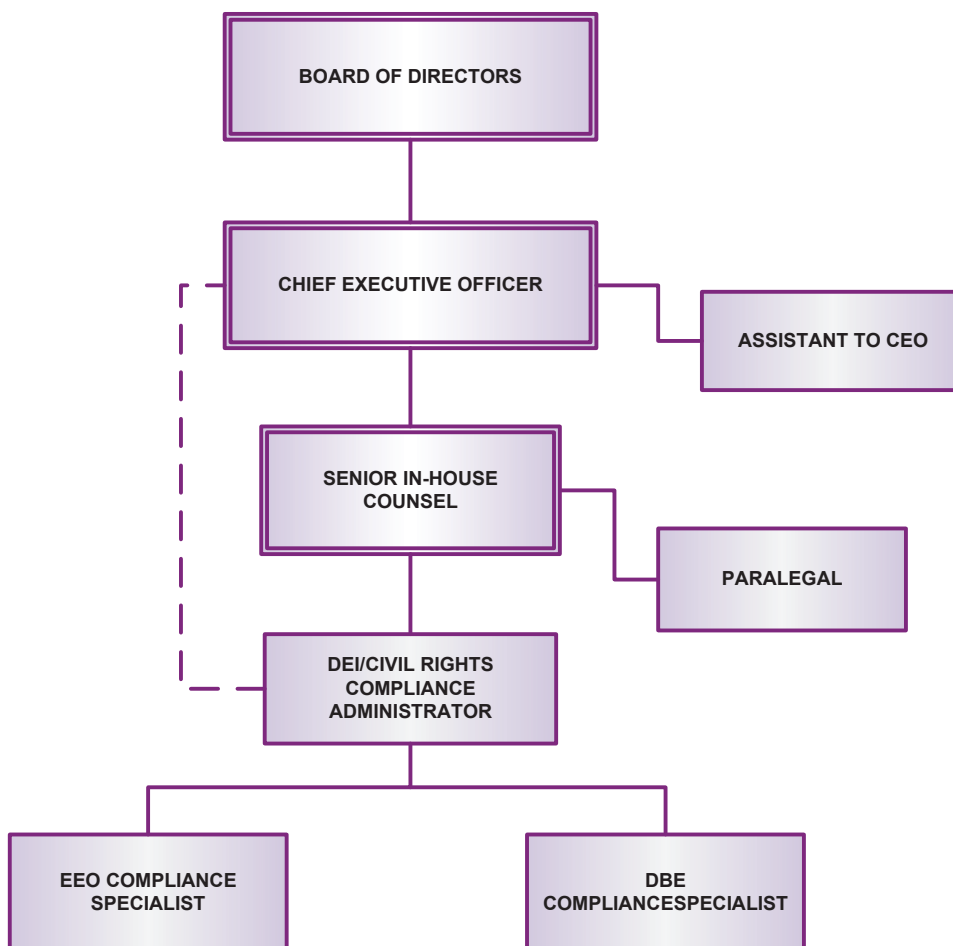 BOARD OF DIRECTORS
CHIEF EXECUTIVE OFFICER
ASSISTANT TO CEO
SENIOR IN-HOUSE
COUNSEL
PARALEGAL
DEI/CIVIL RIGHTS
COMPLIANCE
ADMINISTRATOR
EEO COMPLIANCE
SPECIALIST
DBE
COMPLIANCESPECIALIST